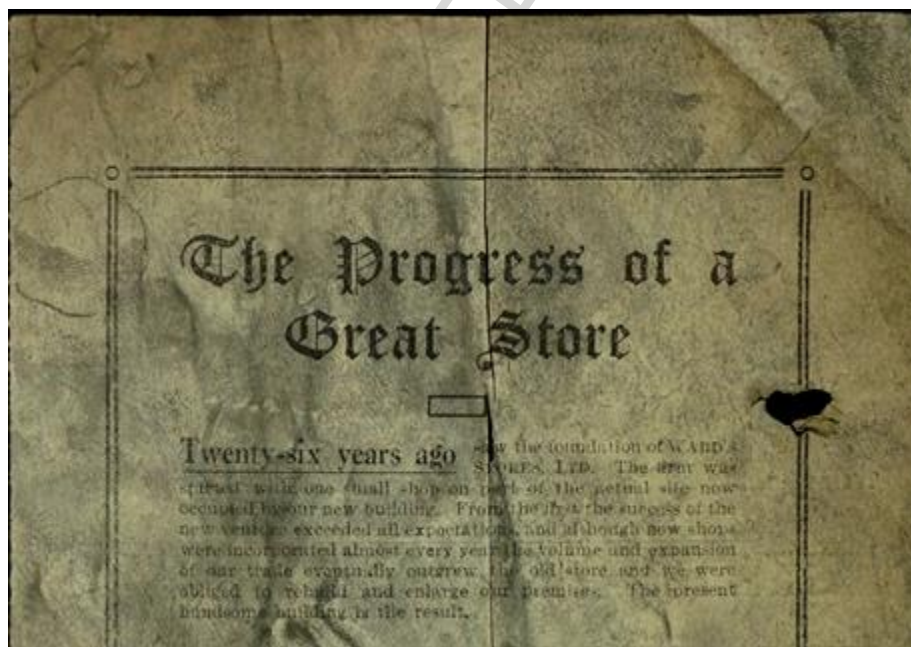 The Progress of a
Great Store
Twenty-six years ago saw the foundation of WARD'S
STORES, LTD. The firm was
started with one small shop on part of the actual site now
occupied by our new building. From the first the success of the
new venture exceeded all expectations, and although new shops
were incorporated almost every year the volume and expansion
of our trade eventually outgrew the old store and we were
obliged to rebuild and enlarge our premises. The present
handsome building is the result.